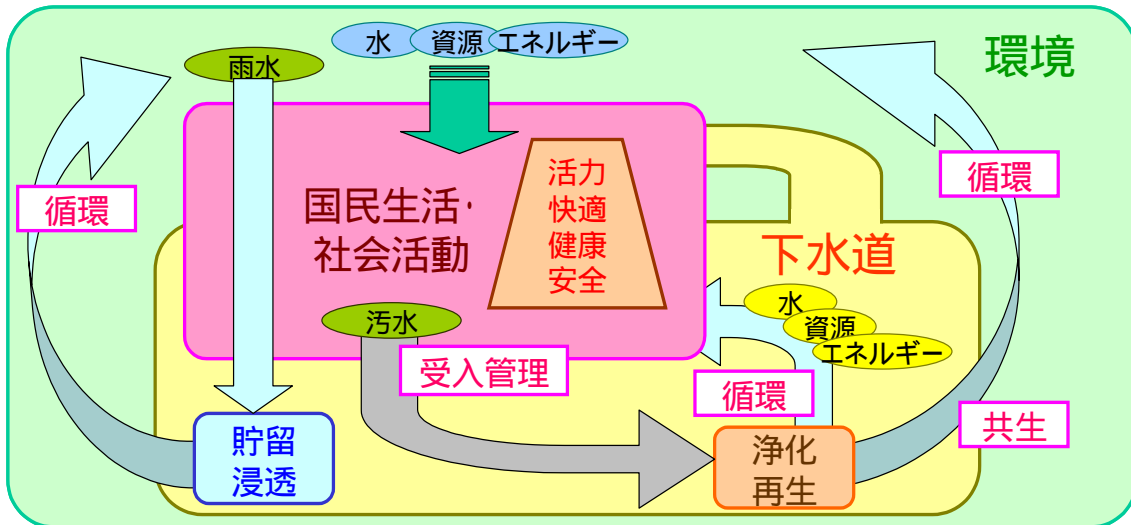 環境
水
資源
エネルギー
雨水
循環
国民生活・
社会活動
活力
快適
健康
安全
循環
下水道
水
資源
エネルギー
汚水
受入管理
循環
共生
貯留
浸透
浄化
再生